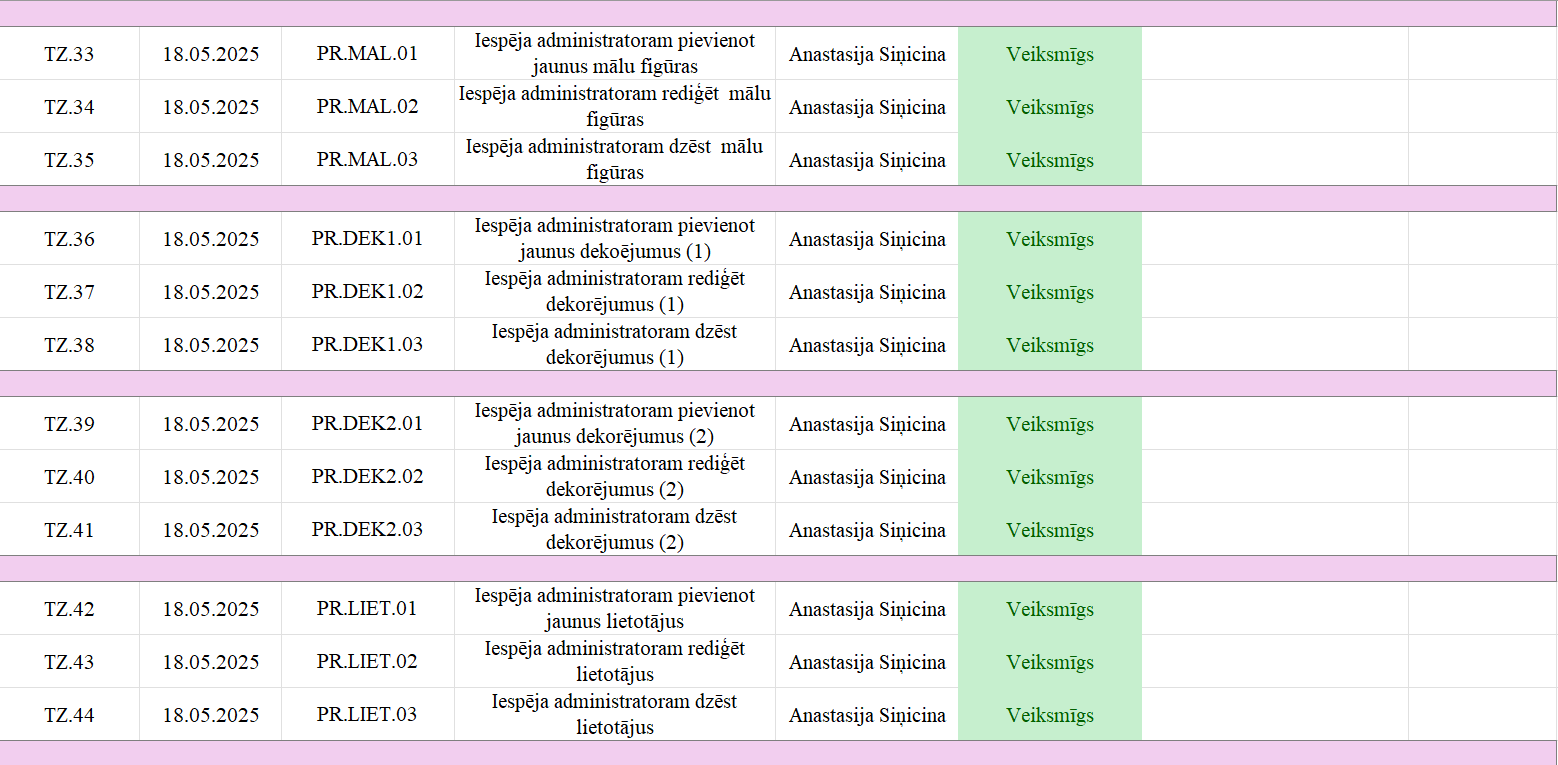 TZ.33 18.05.2025 PR.MAL.01 Iespēja administratoram pievienot jaunus mālu figūras Anastasija Siņicina Veiksmīgs
TZ.34 18.05.2025 PR.MAL.02 Iespēja administratoram rediģēt  mālu figūras Anastasija Siņicina Veiksmīgs
TZ.35 18.05.2025 PR.MAL.03 Iespēja administratoram dzēst  mālu figūras Anastasija Siņicina Veiksmīgs
TZ.36 18.05.2025 PR.DEK1.01 Iespēja administratoram pievienot jaunus dekoējumus (1) Anastasija Siņicina Veiksmīgs
TZ.37 18.05.2025 PR.DEK1.02 Iespēja administratoram rediģēt dekorējumus (1) Anastasija Siņicina Veiksmīgs
TZ.38 18.05.2025 PR.DEK1.03 Iespēja administratoram dzēst dekorējumus (1) Anastasija Siņicina Veiksmīgs
TZ.39 18.05.2025 PR.DEK2.01 Iespēja administratoram pievienot jaunus dekorējumus (2) Anastasija Siņicina Veiksmīgs
TZ.40 18.05.2025 PR.DEK2.02 Iespēja administratoram rediģēt dekorējumus (2) Anastasija Siņicina Veiksmīgs
TZ.41 18.05.2025 PR.DEK2.03 Iespēja administratoram dzēst dekorējumus (2) Anastasija Siņicina Veiksmīgs
TZ.42 18.05.2025 PR.LIET.01 Iespēja administratoram pievienot jaunus lietotājus Anastasija Siņicina Veiksmīgs
TZ.43 18.05.2025 PR.LIET.02 Iespēja administratoram rediģēt lietotājus Anastasija Siņicina Veiksmīgs
TZ.44 18.05.2025 PR.LIET.03 Iespēja administratoram dzēst lietotājus Anastasija Siņicina Veiksmīgs